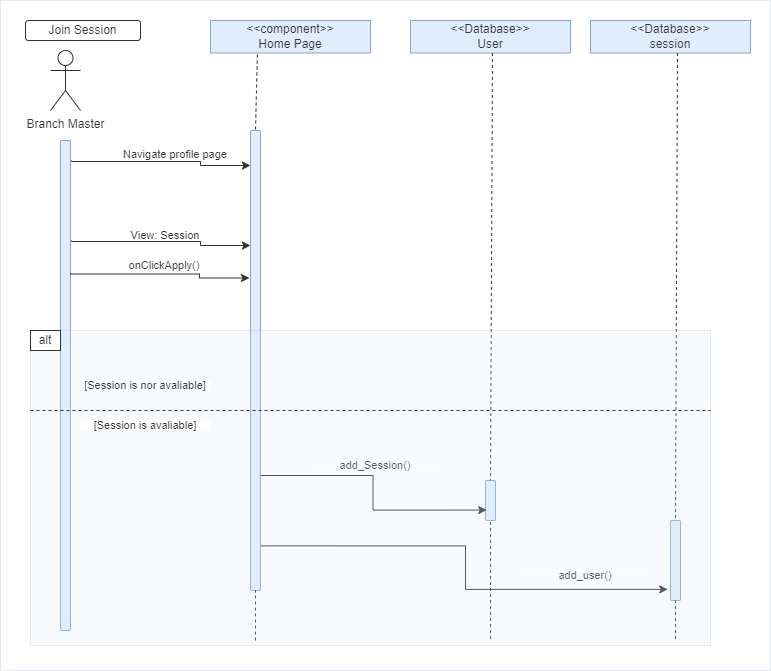 Join Session
<<component>>
Home Page
<<Database>>
User
<<Database>>
session
Branch Master
Navigate profile page
View: Session
onClickApply()
alt
[Session is nor avaliable]
[Session is avaliable]
add_Session()
add_user()